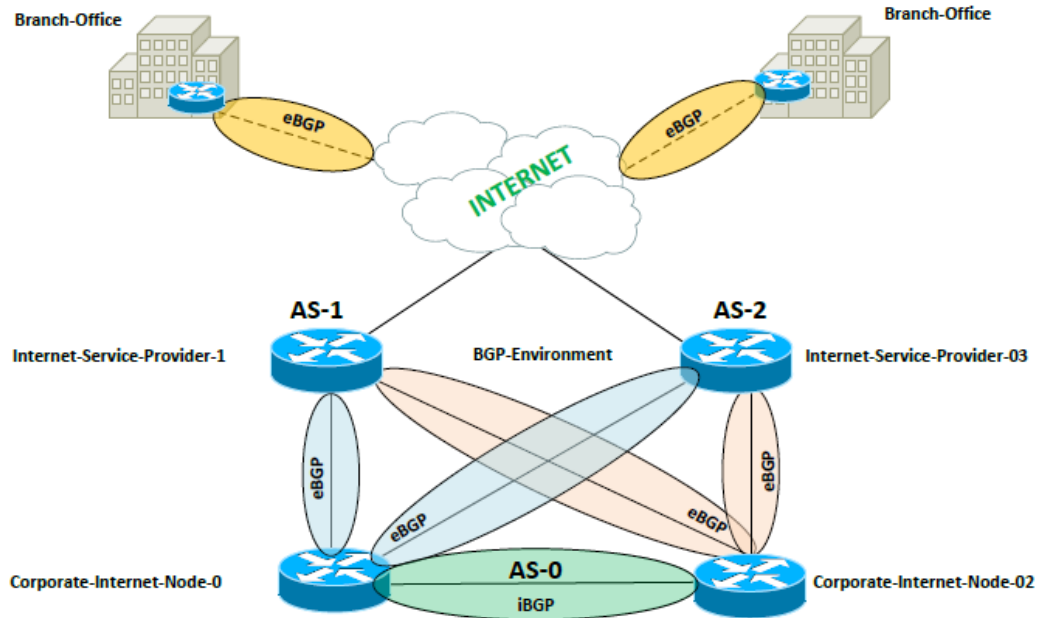 Branch-Office
Branch-Office
eBGP
eBGP
INTERNET
AS-1
AS-2
Internet-Service-Provider-1
BGP-Environment
Internet-Service-Provider-03
eBGP
eBGP
eBGP
eBGP
Corporate-Internet-Node-0
AS-0
Corporate-Internet-Node-02
iBGP